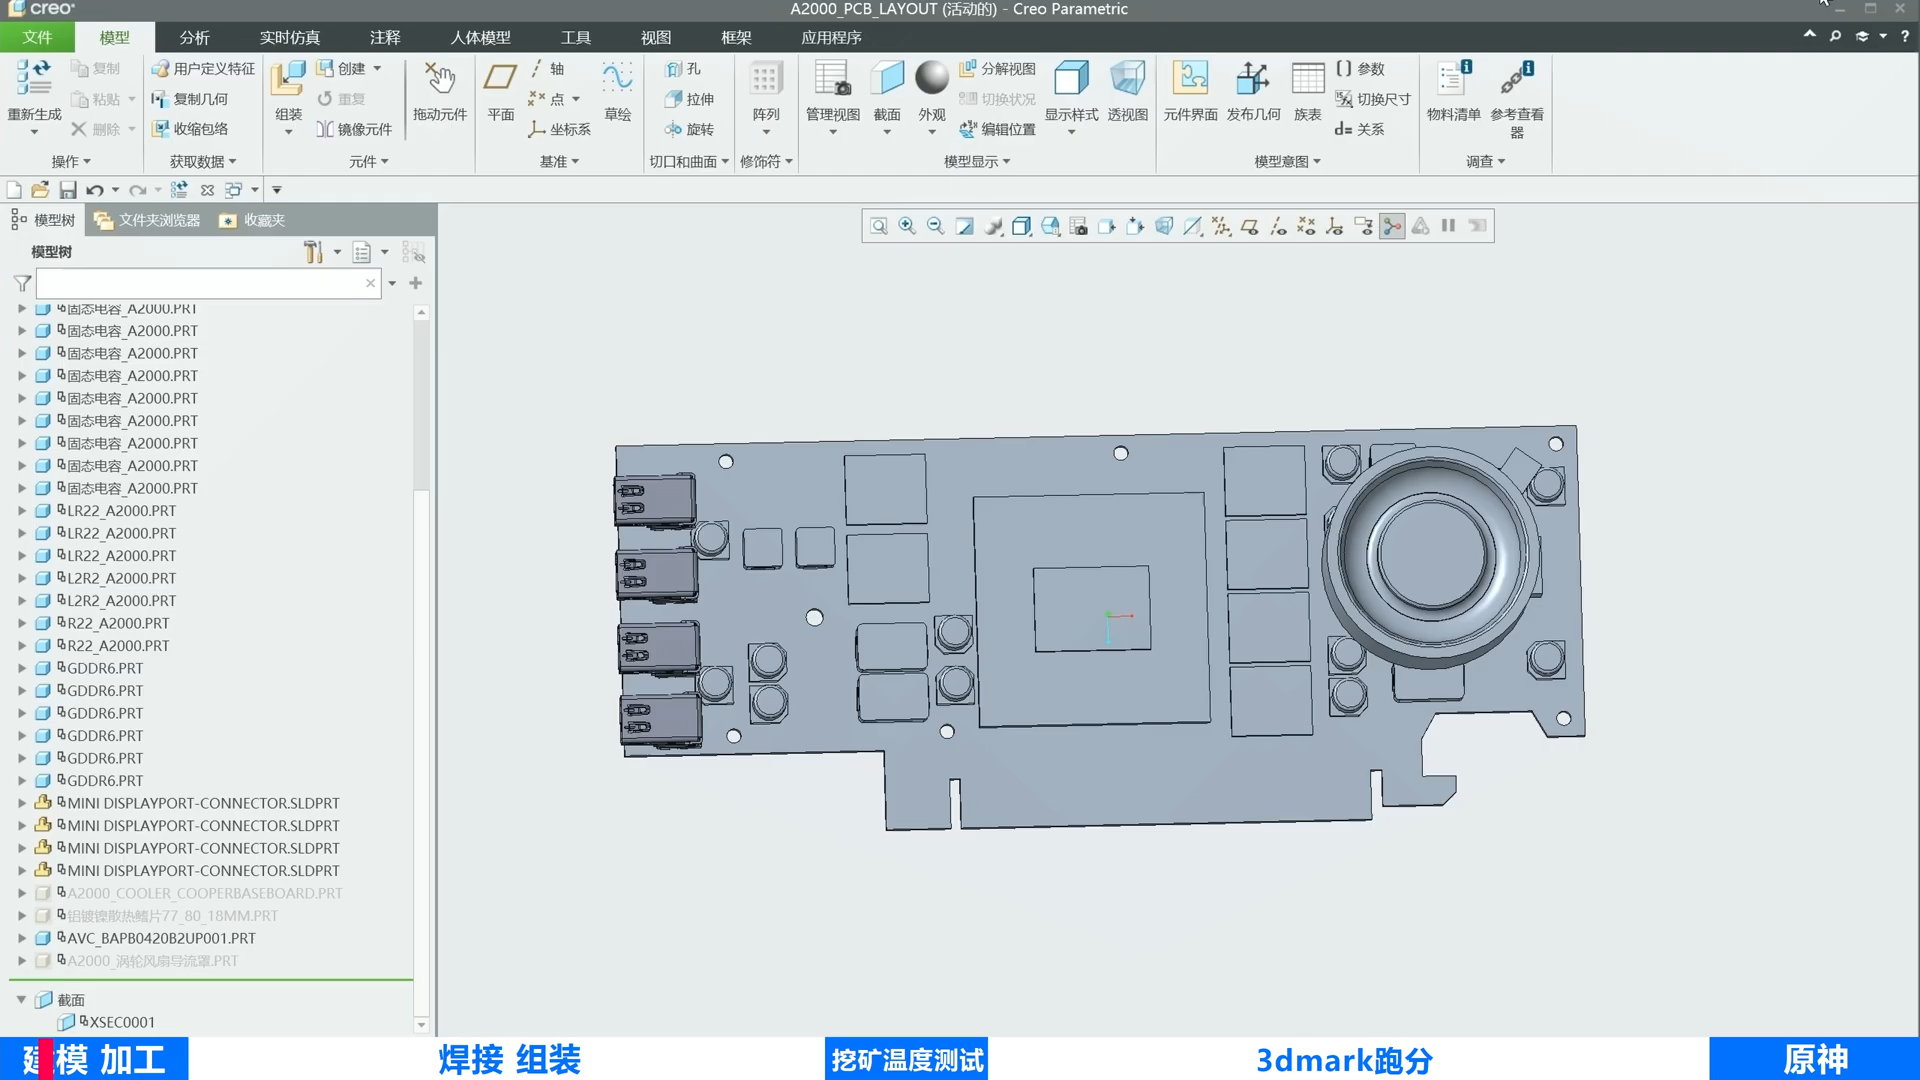 creo
A2000_PCB_LAYOUT (活动的) - Creo Parametric
文件 模型 分析 实时仿真 注释 人体模型 工具 视图 框架 应用程序
重新生成 复制 粘贴 删除
用户定义特征 复制几何 收缩包络
组装 创建 重复 镜像元件
拖动元件
平面 轴 点 坐标系 草绘
孔 拉伸 旋转
阵列
管理视图 截面 外观 分解视图 切换状况 编辑位置 显示样式 透视图
元件界面 发布几何 族表 参数 切换尺寸 d= 关系
物料清单 参考查看器
操作 获取数据 元件 基准 切口和曲面 修饰符 模型显示 模型意图 调查
模型树 文件夹浏览器 收藏夹
模型树
固态电容_A2000.PRT
固态电容_A2000.PRT
固态电容_A2000.PRT
固态电容_A2000.PRT
固态电容_A2000.PRT
固态电容_A2000.PRT
固态电容_A2000.PRT
固态电容_A2000.PRT
固态电容_A2000.PRT
LR22_A2000.PRT
LR22_A2000.PRT
LR22_A2000.PRT
L2R2_A2000.PRT
L2R2_A2000.PRT
R22_A2000.PRT
R22_A2000.PRT
GDDR6.PRT
GDDR6.PRT
GDDR6.PRT
GDDR6.PRT
GDDR6.PRT
GDDR6.PRT
MINI DISPLAYPORT-CONNECTOR.SLDPRT
MINI DISPLAYPORT-CONNECTOR.SLDPRT
MINI DISPLAYPORT-CONNECTOR.SLDPRT
MINI DISPLAYPORT-CONNECTOR.SLDPRT
A2000_COOLER_COOPERBASEBOARD.PRT
铝镀镍散热鳍片77_80_18MM.PRT
AVC_BAPB0420B2UP001.PRT
A2000_涡轮风扇导流罩.PRT
截面
XSEC0001
建模 加工 焊接 组装 挖矿温度测试 3dmark跑分 原神